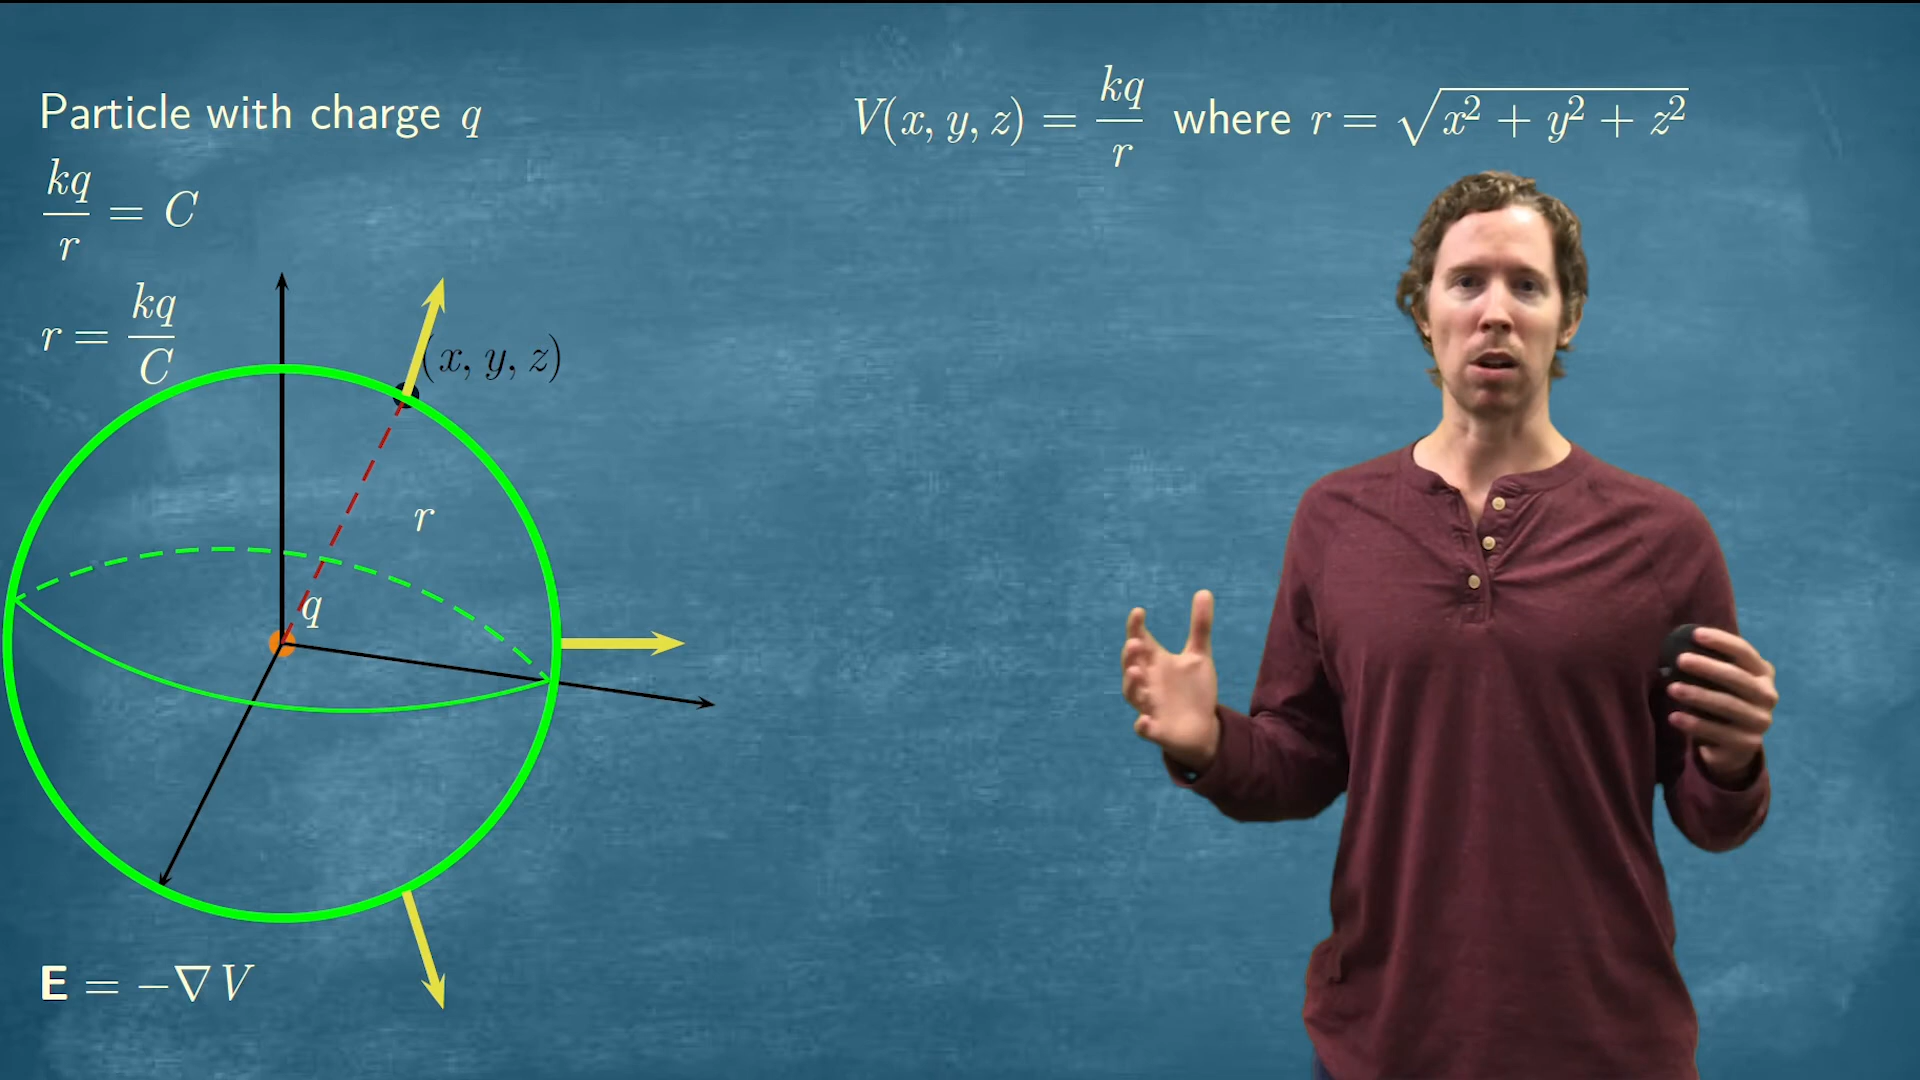 Particle with charge q
kq/r = C
r = kq/C
V(x, y, z) = kq/r where r = √(x² + y² + z²)
(x, y, z)
r
q
E = −∇V